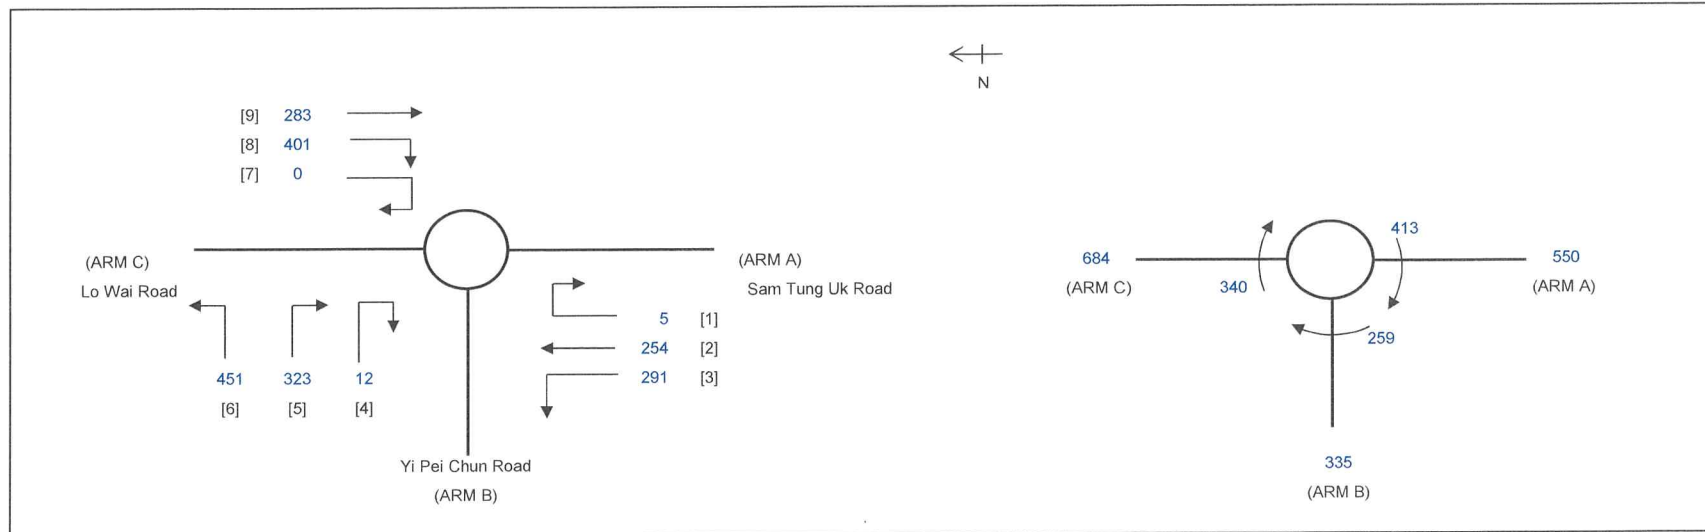 N
[9] 283
[8] 401
[7] 0
(ARM C)
Lo Wai Road
(ARM A)
Sam Tung Uk Road
5 [1]
254 [2]
291 [3]
451 323 12
[6] [5] [4]
Yi Pei Chun Road
(ARM B)
413
684
(ARM C)
550
(ARM A)
340
259
335
(ARM B)